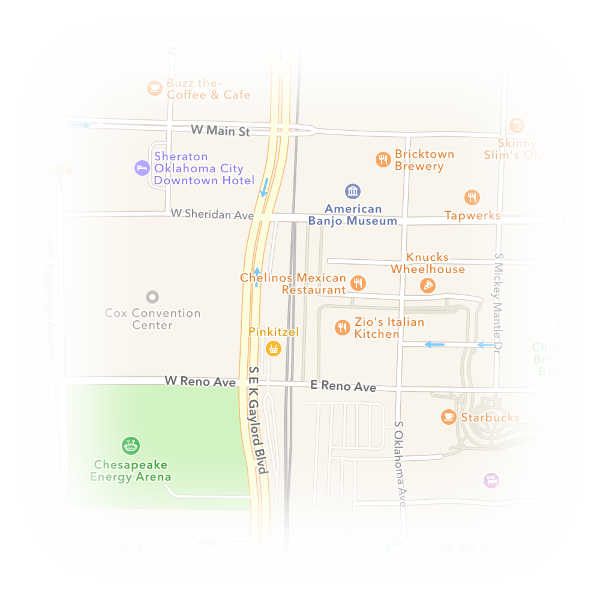 Buzz the-
Coffee & Cafe
W Main St
Skinny
Slim's OKC
Sheraton
Oklahoma City
Downtown Hotel
Bricktown
Brewery
W Sheridan Ave
American
Banjo Museum
Tapwerks
Knucks
Wheelhouse
S Mickey Mantle Dr
Chelinos Mexican
Restaurant
Cox Convention
Center
Pinkitzel
Zio's Italian
Kitchen
W Reno Ave
E Reno Ave
S E K Gaylord Blvd
S Oklahoma Ave
Starbucks
Chesapeake
Energy Arena